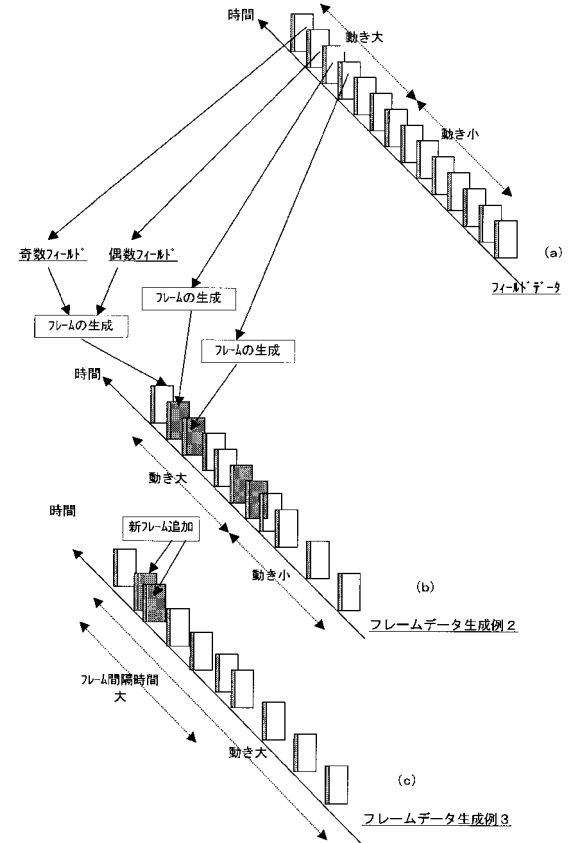 時間
動き大
動き小
奇数ﾌｨｰﾙﾄﾞ
偶数ﾌｨｰﾙﾄﾞ
(a)
ﾌｨｰﾙﾄﾞデータ
ﾌﾚｰﾑの生成
ﾌﾚｰﾑの生成
ﾌﾚｰﾑの生成
時間
動き大
動き小
(b)
フレームデータ生成例２
時間
新フレーム追加
ﾌﾚｰﾑ間隔時間
大
動き大
(c)
フレームデータ生成例３